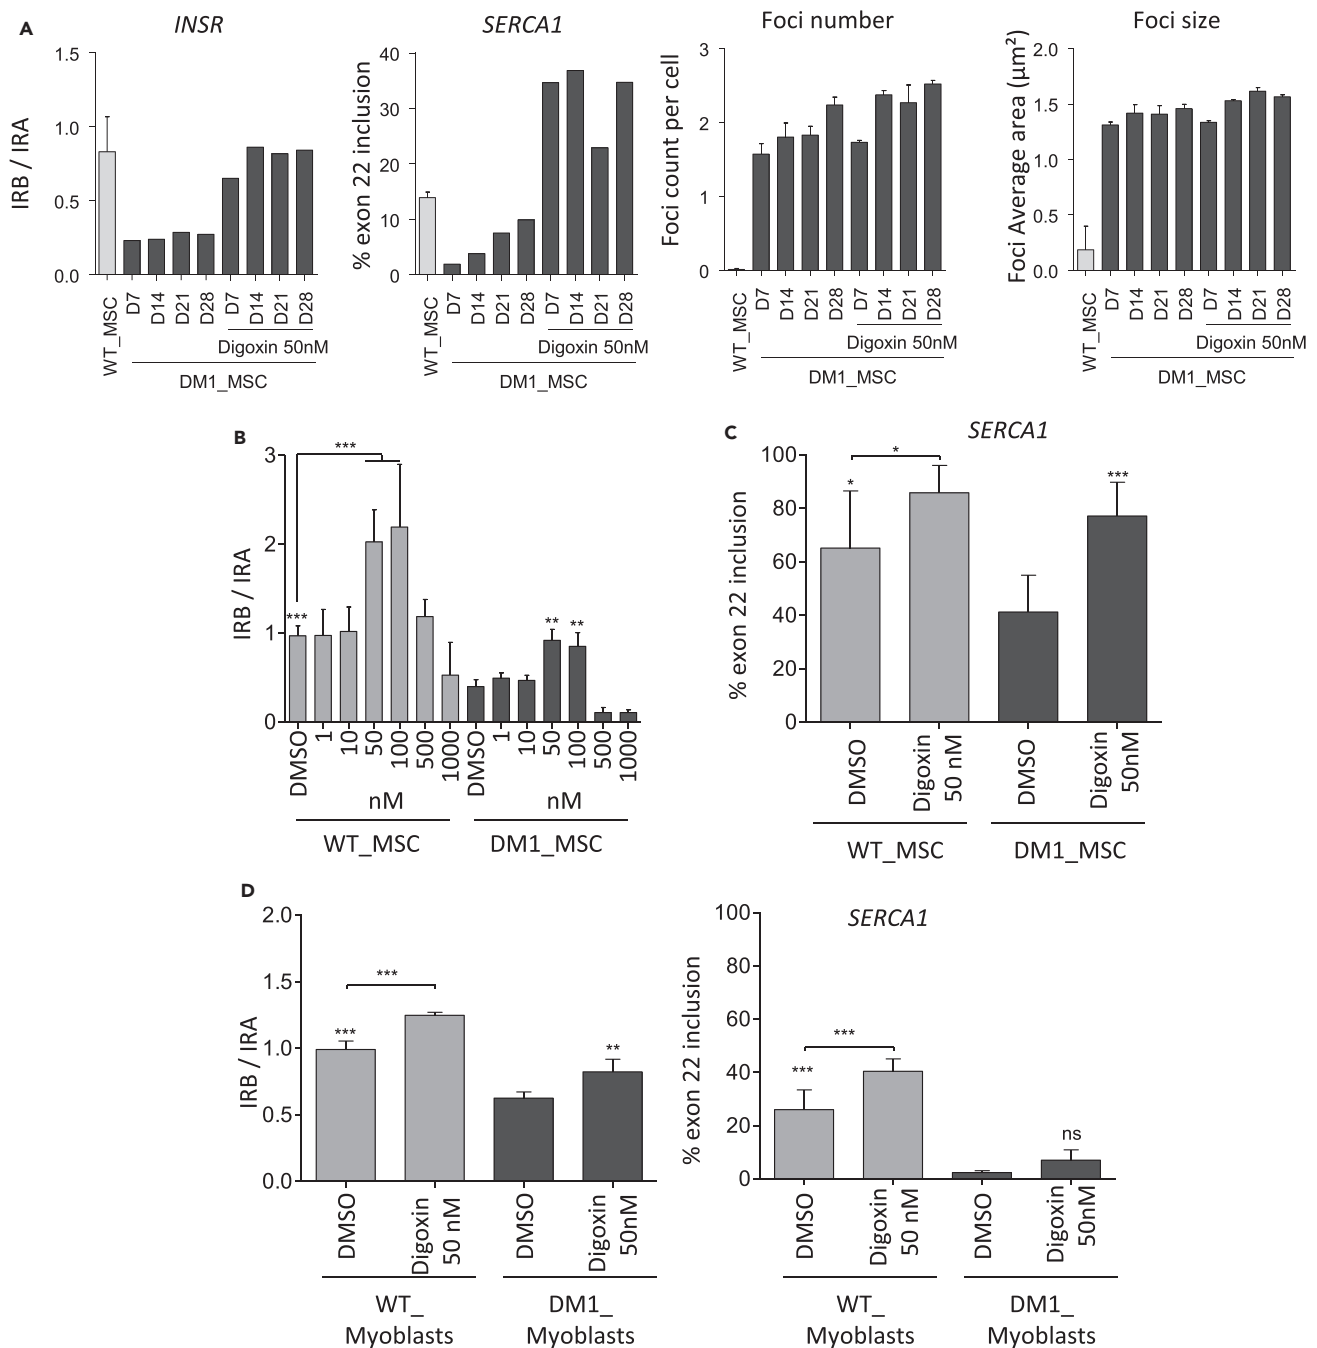 A
INSR
IRB / IRA
1.5
1.0
0.5
0.0
WT_MSC
D7
D14
D21
D28
D7
D14
D21
D28
Digoxin 50nM
DM1_MSC
SERCA1
% exon 22 inclusion
40
30
20
10
0
WT_MSC
D7
D14
D21
D28
D7
D14
D21
D28
Digoxin 50nM
DM1_MSC
Foci number
Foci count per cell
3
2
1
0
WT_MSC
D7
D14
D21
D28
D7
D14
D21
D28
Digoxin 50nM
DM1_MSC
Foci size
Foci Average area (µm²)
2.0
1.5
1.0
0.5
0.0
WT_MSC
D7
D14
D21
D28
D7
D14
D21
D28
Digoxin 50nM
DM1_MSC
B
IRB / IRA
3
2
1
0
***
***
**
**
DMSO
1
10
50
100
500
1000
DMSO
1
10
50
100
500
1000
nM
nM
WT_MSC
DM1_MSC
C
SERCA1
% exon 22 inclusion
100
80
60
40
20
0
*
*
***
DMSO
Digoxin
50 nM
DMSO
Digoxin
50nM
WT_MSC
DM1_MSC
D
IRB / IRA
2.0
1.5
1.0
0.5
0.0
***
***
**
DMSO
Digoxin
50 nM
DMSO
Digoxin
50nM
WT_
Myoblasts
DM1_
Myoblasts
SERCA1
% exon 22 inclusion
100
80
60
40
20
0
***
***
ns
DMSO
Digoxin
50 nM
DMSO
Digoxin
50nM
WT_
Myoblasts
DM1_
Myoblasts